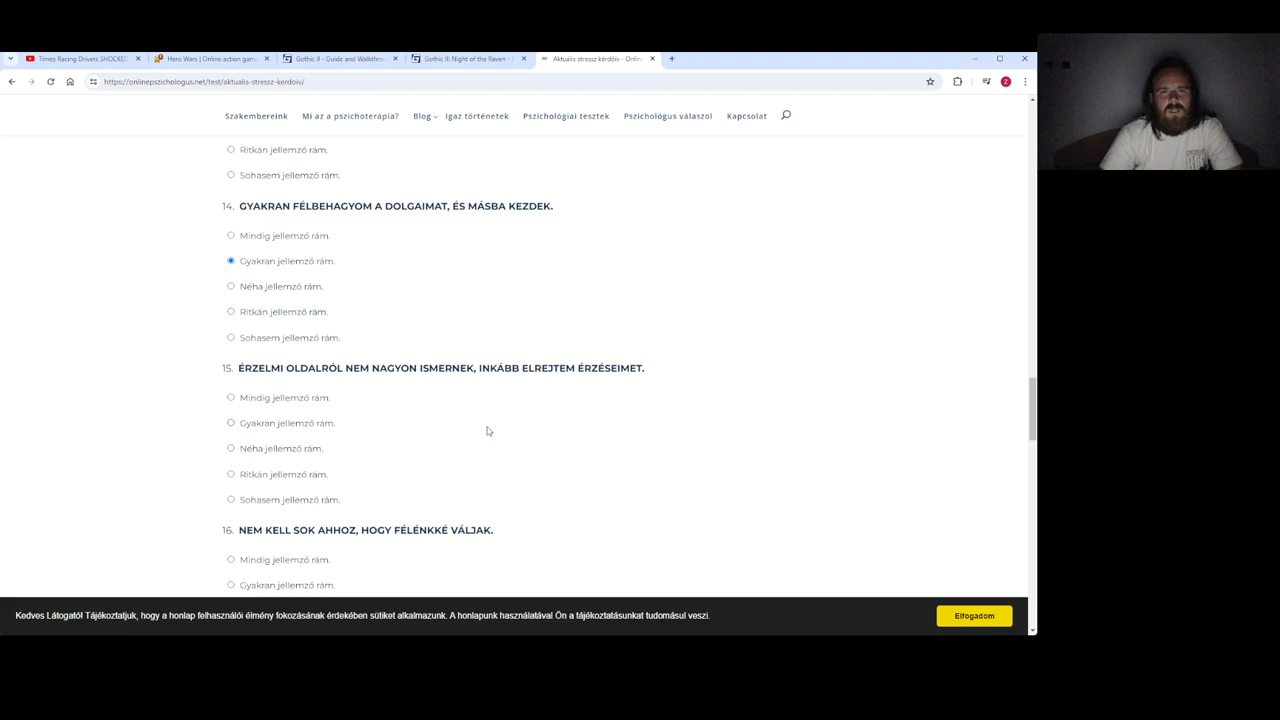 Times Racing Drivers SHOCKED
Hero Wars | Online action gam
Gothic II - Guide and Walkthro
Gothic II: Night of the Raven - G
Aktuális stressz kérdőív - Onlin
https://onlinepszichologus.net/test/aktualis-stressz-kerdoiv/
Z
Szakembereink
Mi az a pszichoterápia?
Blog
Igaz történetek
Pszichológiai tesztek
Pszichológus válaszol
Kapcsolat
Ritkán jellemző rám.
Sohasem jellemző rám.
14. GYAKRAN FÉLBEHAGYOM A DOLGAIMAT, ÉS MÁSBA KEZDEK.
Mindig jellemző rám.
Gyakran jellemző rám.
Néha jellemző rám.
Ritkán jellemző rám.
Sohasem jellemző rám.
15. ÉRZELMI OLDALRÓL NEM NAGYON ISMERNEK, INKÁBB ELREJTEM ÉRZÉSEIMET.
Mindig jellemző rám.
Gyakran jellemző rám.
Néha jellemző rám.
Ritkán jellemző rám.
Sohasem jellemző rám.
16. NEM KELL SOK AHHOZ, HOGY FÉLÉNKKÉ VÁLJAK.
Mindig jellemző rám.
Gyakran jellemző rám.
Kedves Látogató! Tájékoztatjuk, hogy a honlap felhasználói élmény fokozásának érdekében sütiket alkalmazunk. A honlapunk használatával Ön a tájékoztatásunkat tudomásul veszi.
Elfogadom